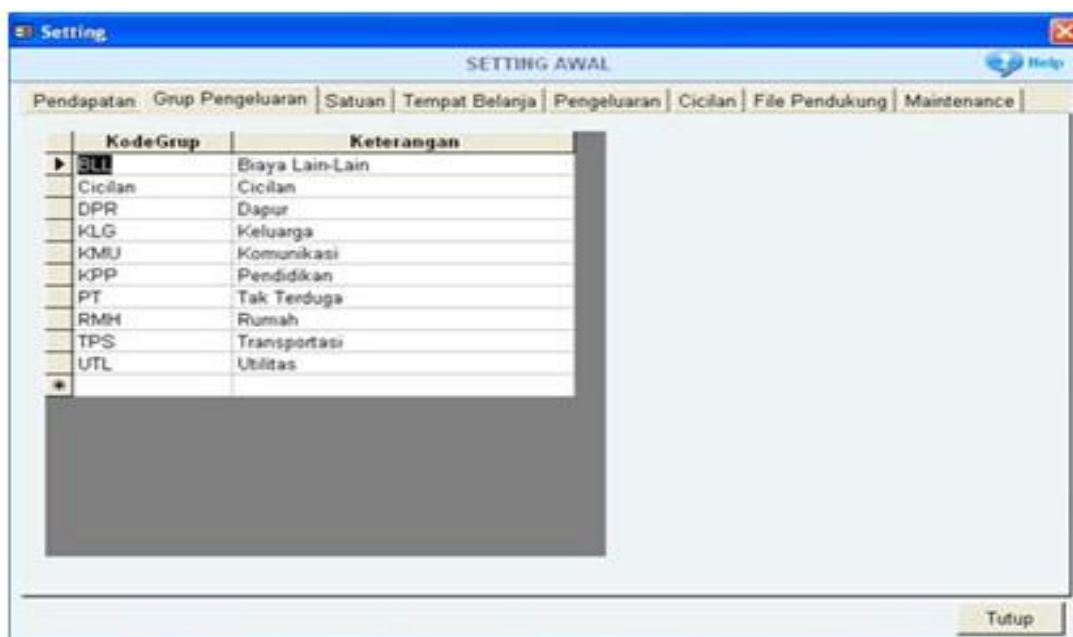 Setting
SETTING AWAL Help
Pendapatan Grup Pengeluaran Satuan Tempat Belanja Pengeluaran Cicilan File Pendukung Maintenance
KodeGrup Keterangan
BLL Biaya Lain-Lain
Cicilan Cicilan
DPR Dapur
KLG Keluarga
KMU Komunikasi
KPP Pendidikan
PT Tak Terduga
RMH Rumah
TPS Transportasi
UTL Utilitas
Tutup